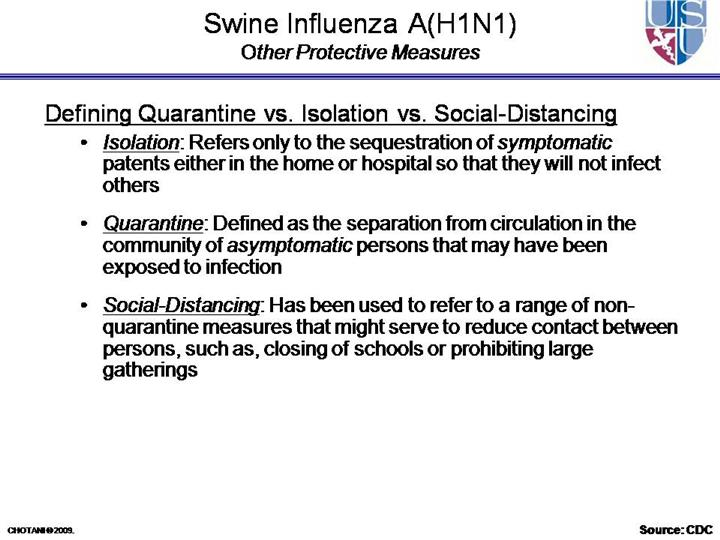 Swine Influenza A(H1N1)
Other Protective Measures
Defining Quarantine vs. Isolation vs. Social-Distancing
• Isolation: Refers only to the sequestration of symptomatic
patents either in the home or hospital so that they will not infect
others
• Quarantine: Defined as the separation from circulation in the
community of asymptomatic persons that may have been
exposed to infection
• Social-Distancing: Has been used to refer to a range of non-
quarantine measures that might serve to reduce contact between
persons, such as, closing of schools or prohibiting large
gatherings
CHOTANI © 2009.
Source: CDC